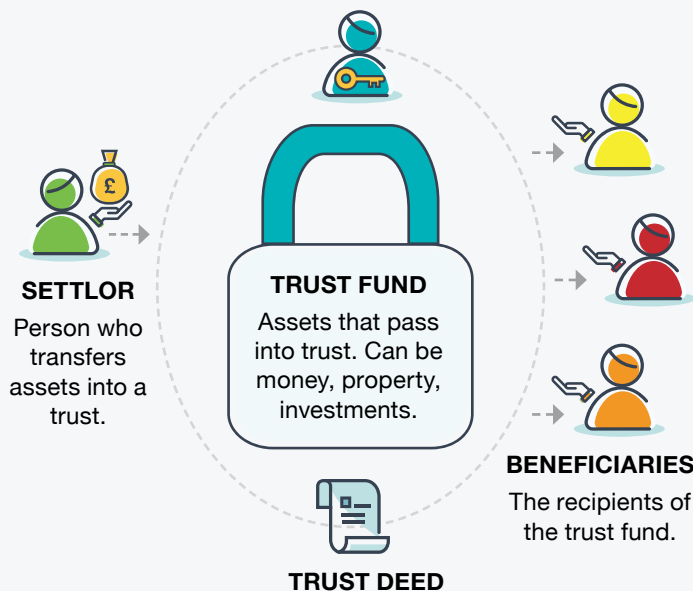 £
SETTLOR
Person who
transfers
assets into a
trust.
TRUST FUND
Assets that pass
into trust. Can be
money, property,
investments.
BENEFICIARIES
The recipients of
the trust fund.
TRUST DEED